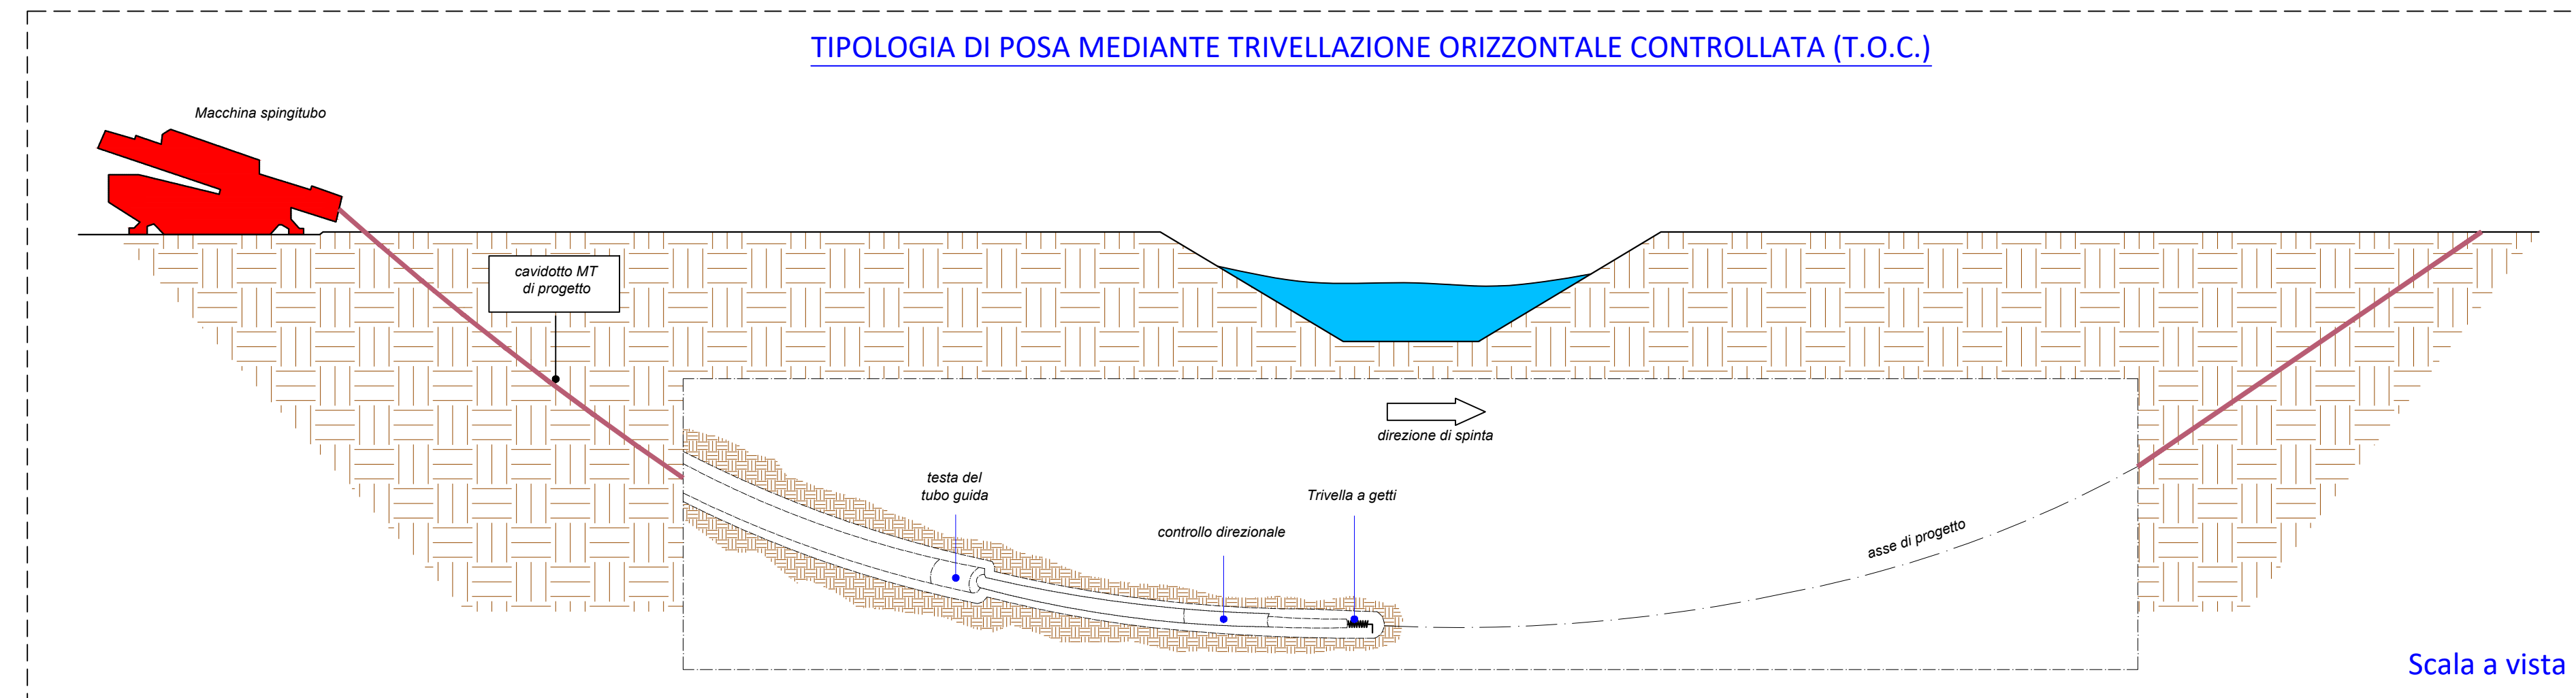 TIPOLOGIA DI POSA MEDIANTE TRIVELLAZIONE ORIZZONTALE CONTROLLATA (T.O.C.)
Macchina spingitubo
cavidotto MT
di progetto
direzione di spinta
testa del
tubo guida
Trivella a getti
controllo direzionale
asse di progetto
Scala a vista